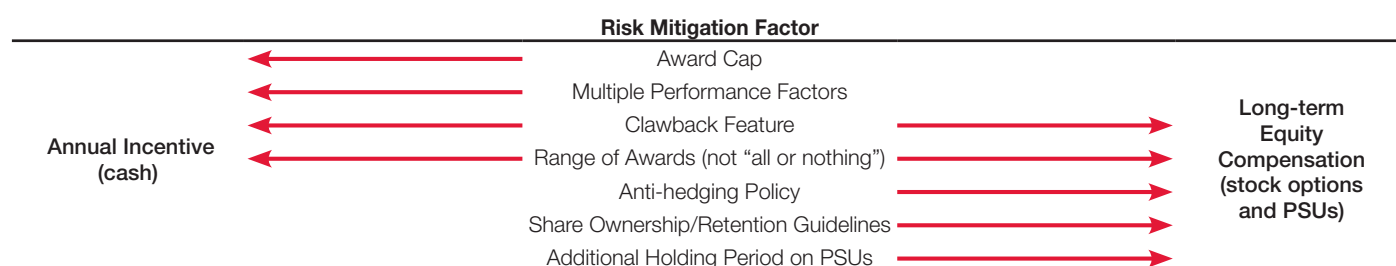 Risk Mitigation Factor
Award Cap
Multiple Performance Factors
Clawback Feature
Range of Awards (not “all or nothing”)
Anti-hedging Policy
Share Ownership/Retention Guidelines
Additional Holding Period on PSUs
Annual Incentive
(cash)
Long-term
Equity
Compensation
(stock options
and PSUs)